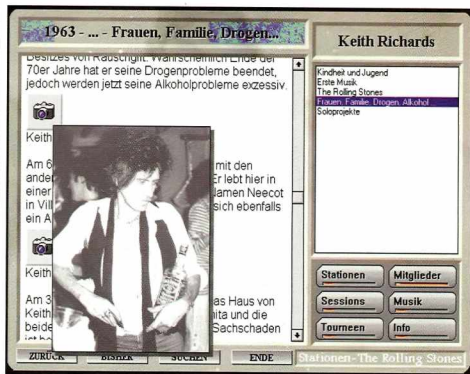 1963 - ... - Frauen, Familie, Drogen...
Besitzes von Rauschgift. Wahrscheinlich Ende der
70er Jahre hat er seine Drogenprobleme beendet,
jedoch werden jetzt seine Alkoholprobleme exzessiv.
Keith
Am 6 mit den
ander Er lebt hier in
einer Jamen Neecot
in Vill sich ebenfalls
ein A
Keith
Am 3 as Haus von
Keith ita und die
beide Sachschaden
ZURÜCK BISHER SUCHEN ENDE
Keith Richards
Kindheit und Jugend
Erste Musik
The Rolling Stones
Frauen, Familie, Drogen, Alkohol...
Soloprojekte
Stationen Mitglieder
Sessions Musik
Tourneen Info
Stationen-The Rolling Stones